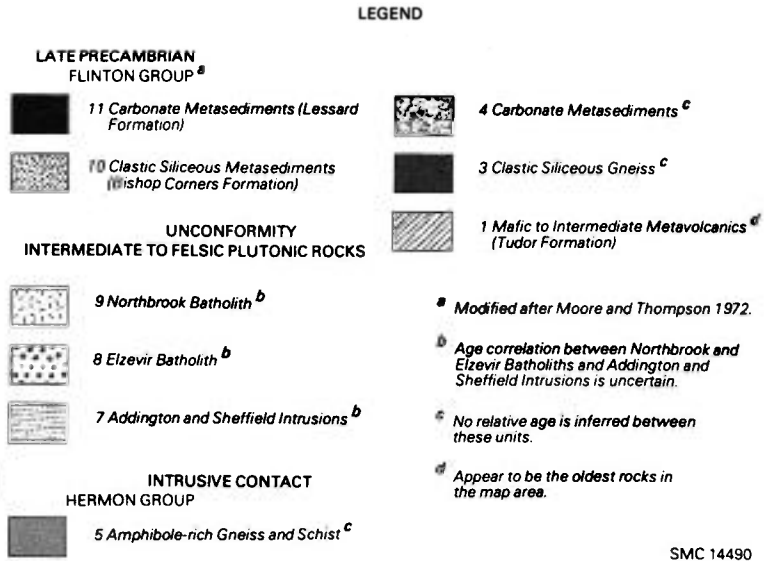 LEGEND
LATE PRECAMBRIAN
FLINTON GROUP a
11 Carbonate Metasediments (Lessard
Formation)
10 Clastic Siliceous Metasediments
(Bishop Corners Formation)
UNCONFORMITY
INTERMEDIATE TO FELSIC PLUTONIC ROCKS
9 Northbrook Batholith b
8 Elzevir Batholith b
7 Addington and Sheffield Intrusions b
INTRUSIVE CONTACT
HERMON GROUP
5 Amphibole-rich Gneiss and Schist c
4 Carbonate Metasediments c
3 Clastic Siliceous Gneiss c
1 Mafic to Intermediate Metavolcanics d
(Tudor Formation)
a Modified after Moore and Thompson 1972.
b Age correlation between Northbrook and
Elzevir Batholiths and Addington and
Sheffield Intrusions is uncertain.
c No relative age is inferred between
these units.
d Appear to be the oldest rocks in
the map area.
SMC 14490